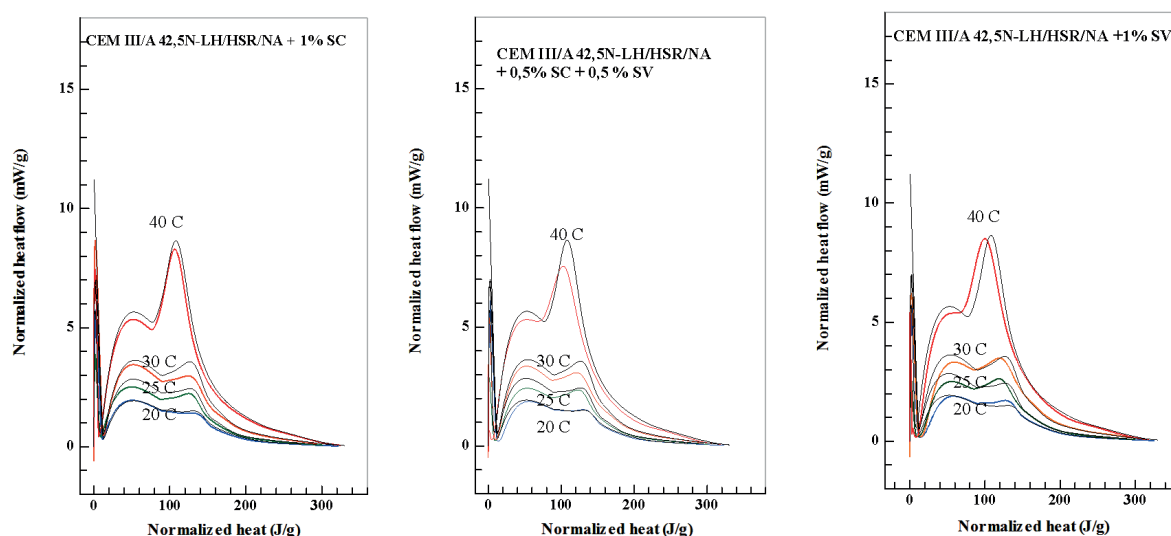 CEM III/A 42,5N-LH/HSR/NA + 1% SC
15
10
5
0
Normalized heat flow (mW/g)
40 C
30 C
25 C
20 C
0 100 200 300
Normalized heat (J/g)
CEM III/A 42,5N-LH/HSR/NA
+ 0,5% SC + 0,5 % SV
15
10
5
0
Normalized heat flow (mW/g)
40 C
30 C
25 C
20 C
0 100 200 300
Normalized heat (J/g)
CEM III/A 42,5N-LH/HSR/NA +1% SV
15
10
5
0
Normalized heat flow (mW/g)
40 C
30 C
25 C
20 C
0 100 200 300
Normalized heat (J/g)